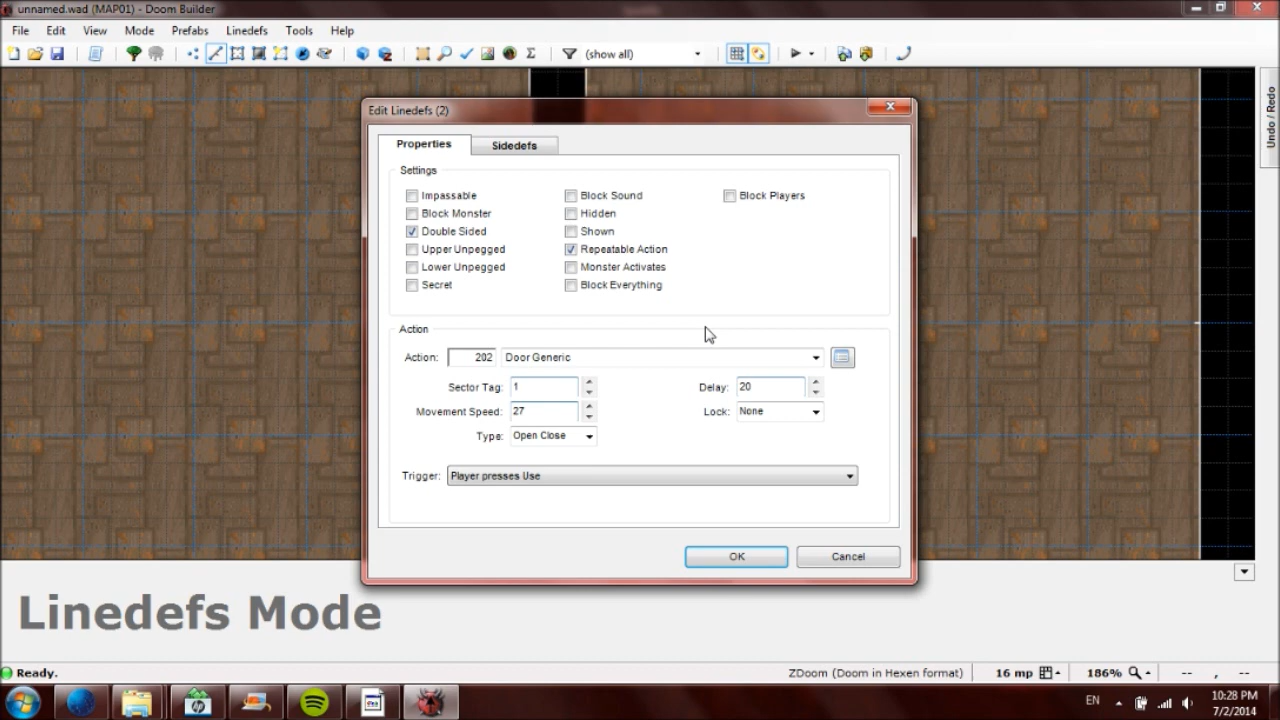 unnamed.wad (MAP01) - Doom Builder
File Edit View Mode Prefabs Linedefs Tools Help
(show all)
Undo / Redo
Edit Linedefs (2)
Properties Sidedefs
Settings
Impassable Block Sound Block Players
Block Monster Hidden
Double Sided Shown
Upper Unpegged Repeatable Action
Lower Unpegged Monster Activates
Secret Block Everything
Action
Action: 202 Door Generic
Sector Tag: 1 Delay: 20
Movement Speed: 27 Lock: None
Type: Open Close
Trigger: Player presses Use
OK Cancel
Linedefs Mode
Ready. ZDoom (Doom in Hexen format) 16 mp 186% -- , --
EN 10:28 PM
7/2/2014